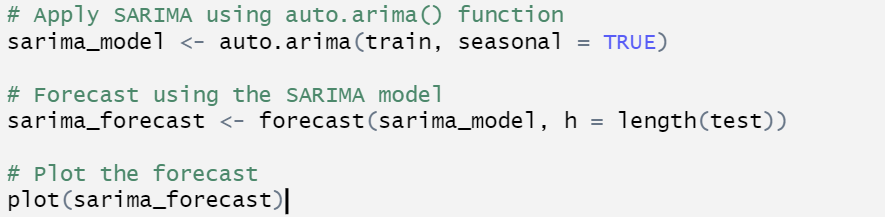 # Apply SARIMA using auto.arima() function
sarima_model <- auto.arima(train, seasonal = TRUE)
# Forecast using the SARIMA model
sarima_forecast <- forecast(sarima_model, h = length(test))
# Plot the forecast
plot(sarima_forecast)